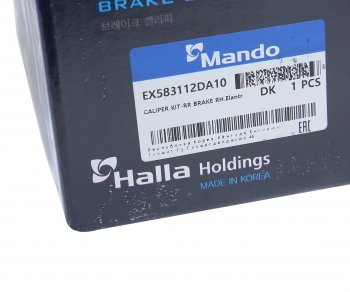 BRAKE
브레이크 캘리퍼
Mando
EX583112DA10
DK 1 PCS
CALIPER KIT-RR BRAKE RH,Elantr
EAC
Halla Holdings
MADE IN KOREA